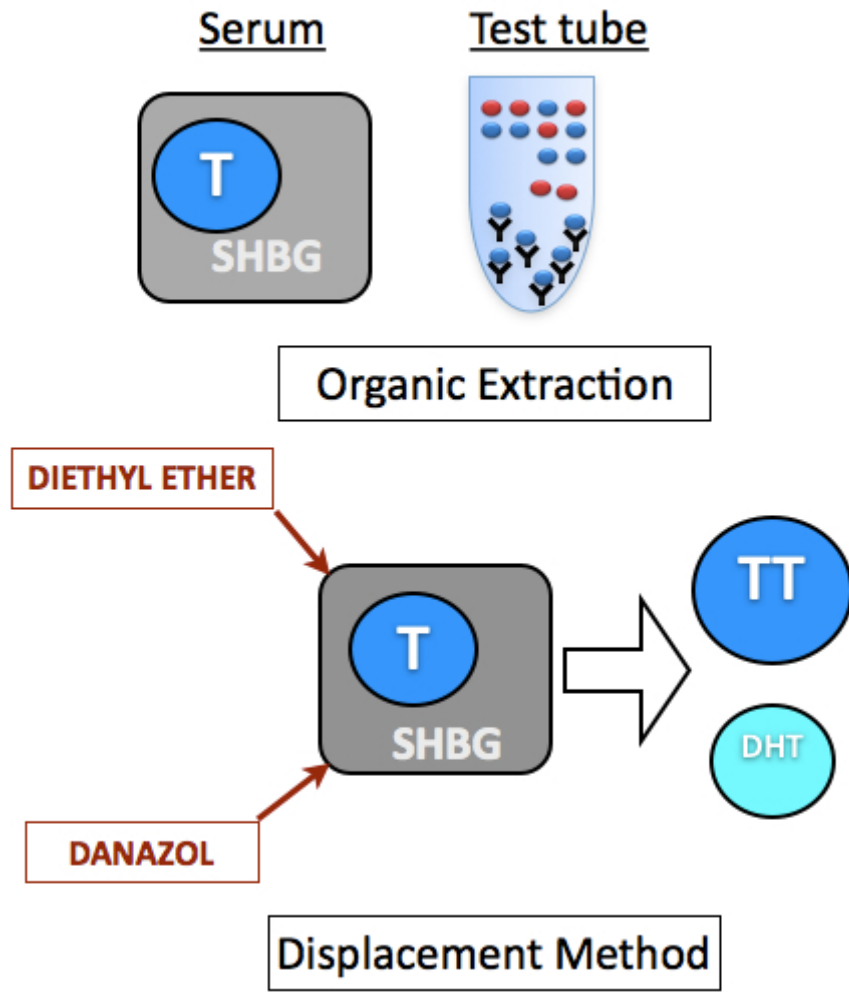 Serum
Test tube
T
SHBG
Organic Extraction
DIETHYL ETHER
TT
T
SHBG
DHT
DANAZOL
Displacement Method